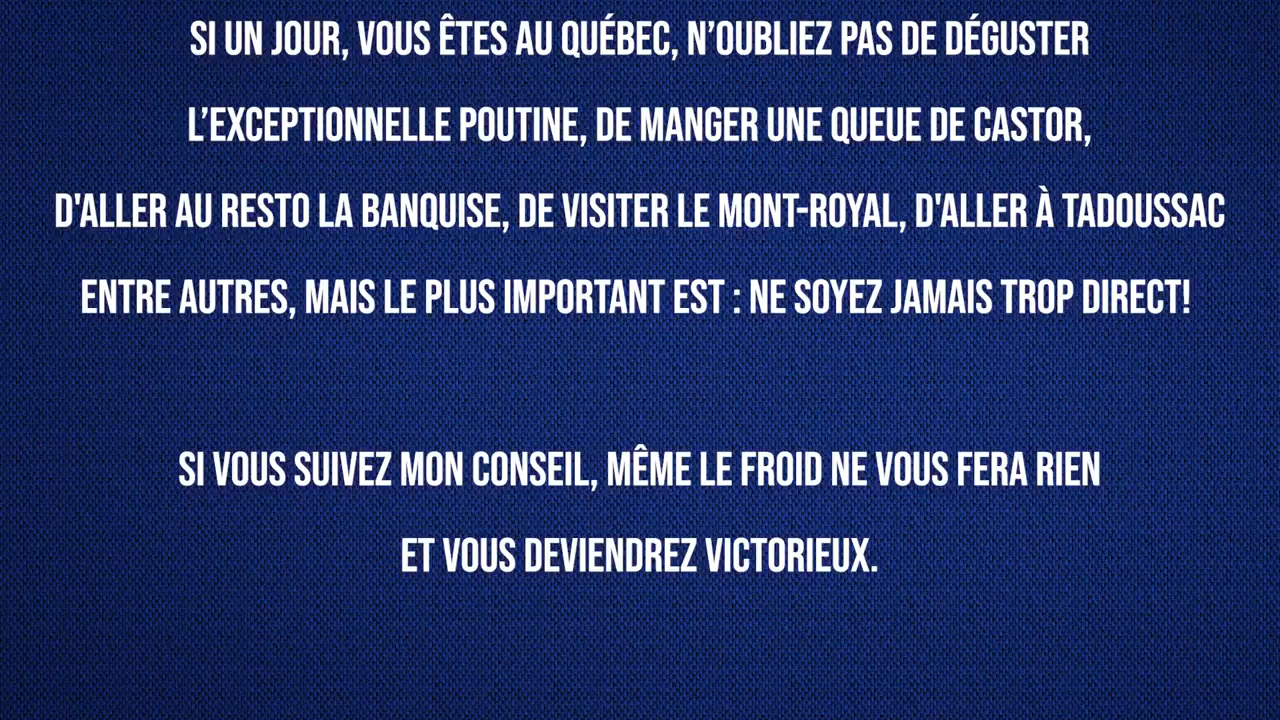 SI UN JOUR, VOUS ÊTES AU QUÉBEC, N’OUBLIEZ PAS DE DÉGUSTER
L’EXCEPTIONNELLE POUTINE, DE MANGER UNE QUEUE DE CASTOR,
D'ALLER AU RESTO LA BANQUISE, DE VISITER LE MONT-ROYAL, D'ALLER À TADOUSSAC
ENTRE AUTRES, MAIS LE PLUS IMPORTANT EST : NE SOYEZ JAMAIS TROP DIRECT!
SI VOUS SUIVEZ MON CONSEIL, MÊME LE FROID NE VOUS FERA RIEN
ET VOUS DEVIENDREZ VICTORIEUX.